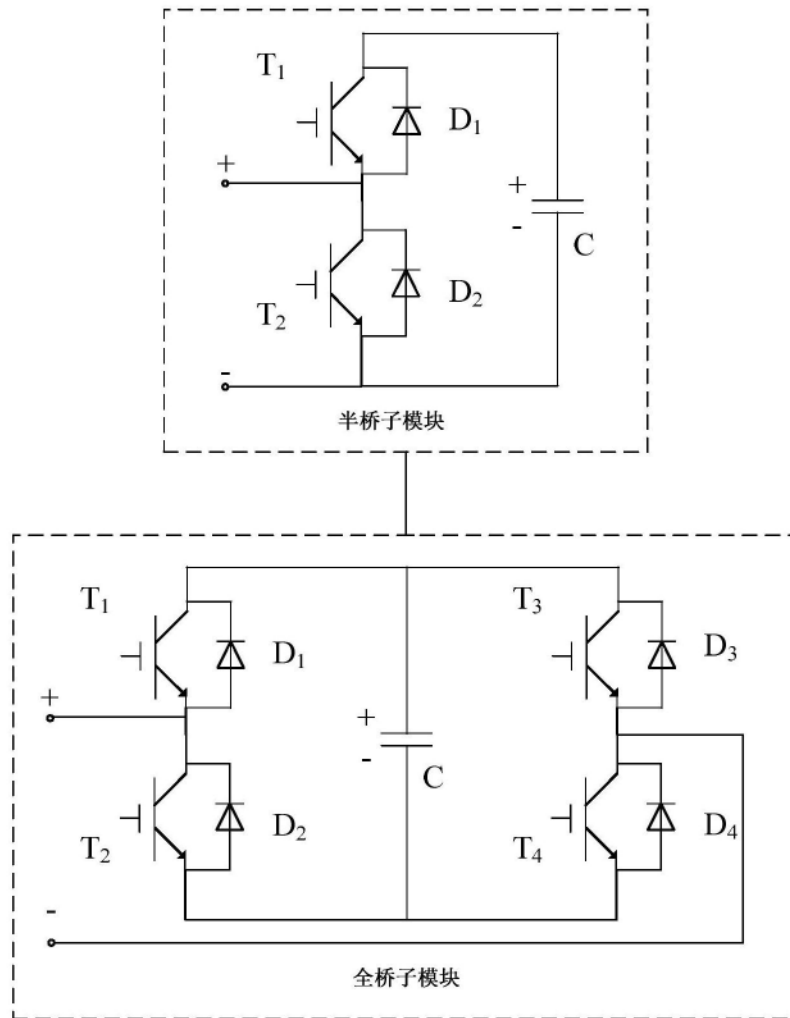 T₁
D₁
+
+
-
C
T₂
D₂
-
半桥子模块
T₁
T₃
D₁
D₃
+
+
-
C
T₂
D₂
T₄
D₄
-
全桥子模块